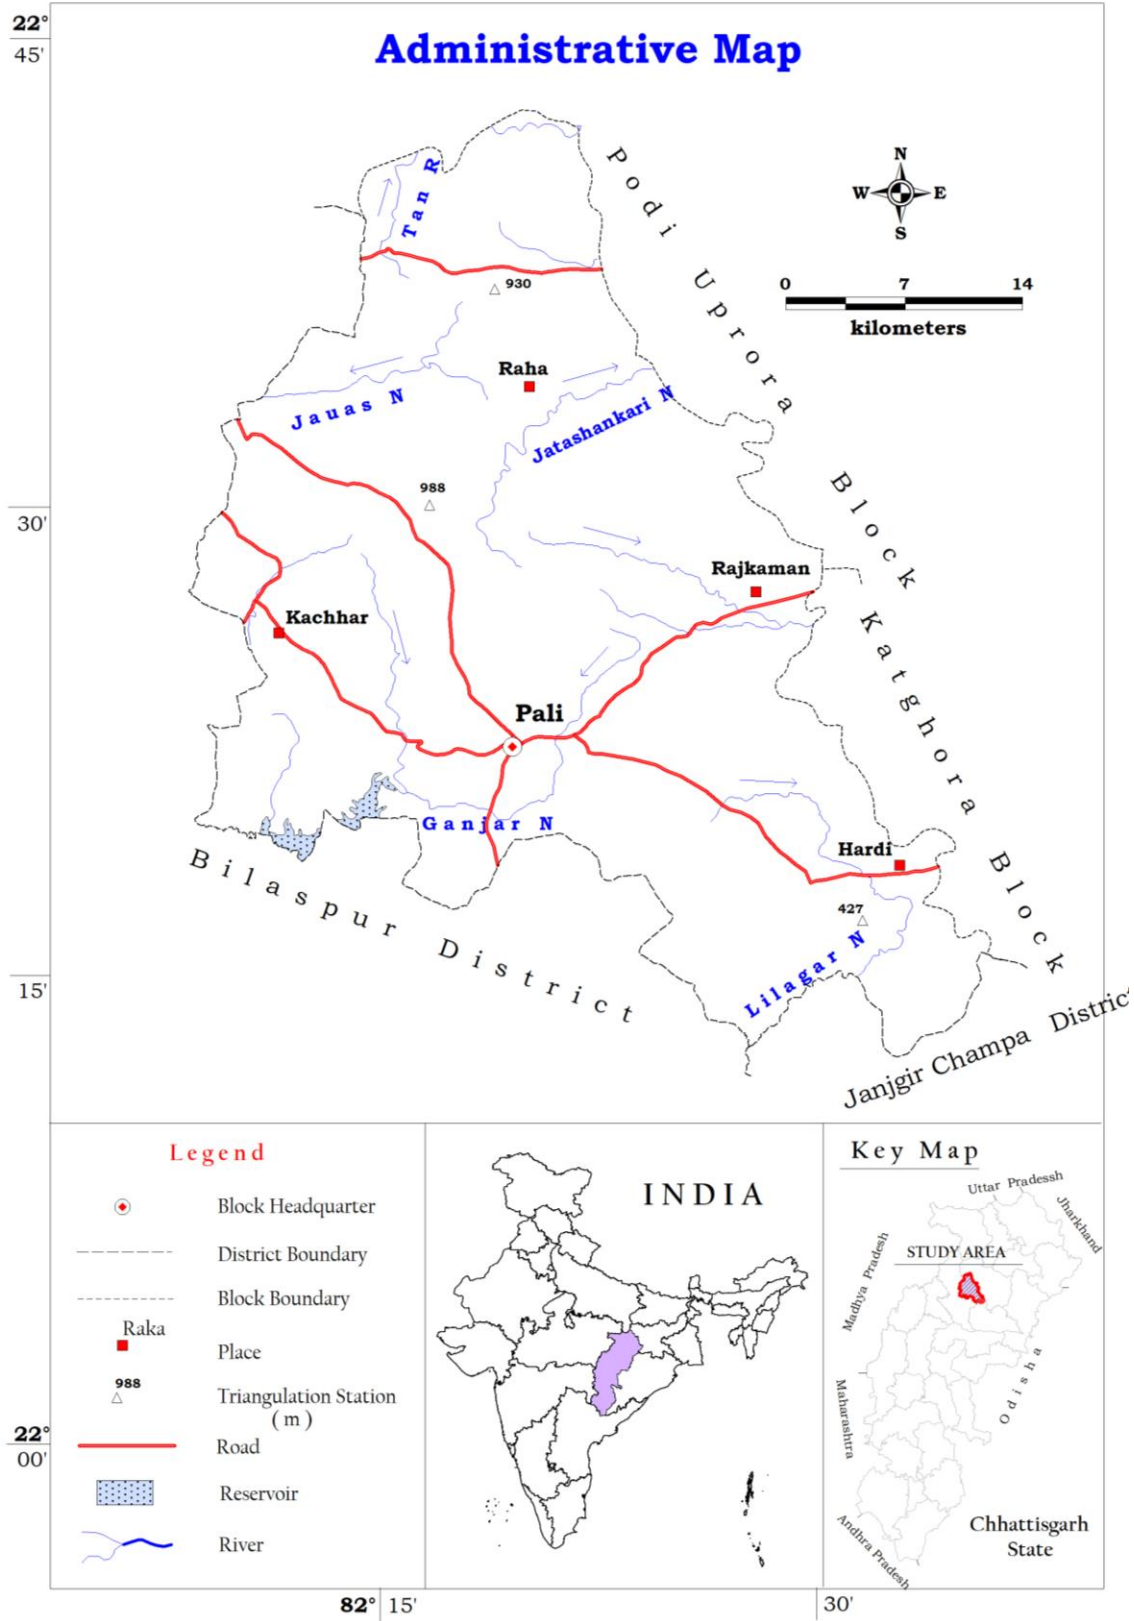 Administrative Map
22°
45'
30'
15'
22°
00'
82° 15'
30'
N
W E
S
0 7 14
kilometers
Podi Uprora Block
Katghora Block
Bilaspur District
Janjgir Champa District
Tan R
930
Raha
Jauas N
Jatashankari N
988
Rajkaman
Kachhar
Pali
Ganjar N
Hardi
427
Lilagar N
Legend
Block Headquarter
District Boundary
Block Boundary
Raka
Place
988
Triangulation Station
( m )
Road
Reservoir
River
INDIA
Key Map
Uttar Pradessh
Jharkhand
STUDY AREA
Madhya Pradesh
Odisha
Maharashtra
Andhra Pradesh
Chhattisgarh
State